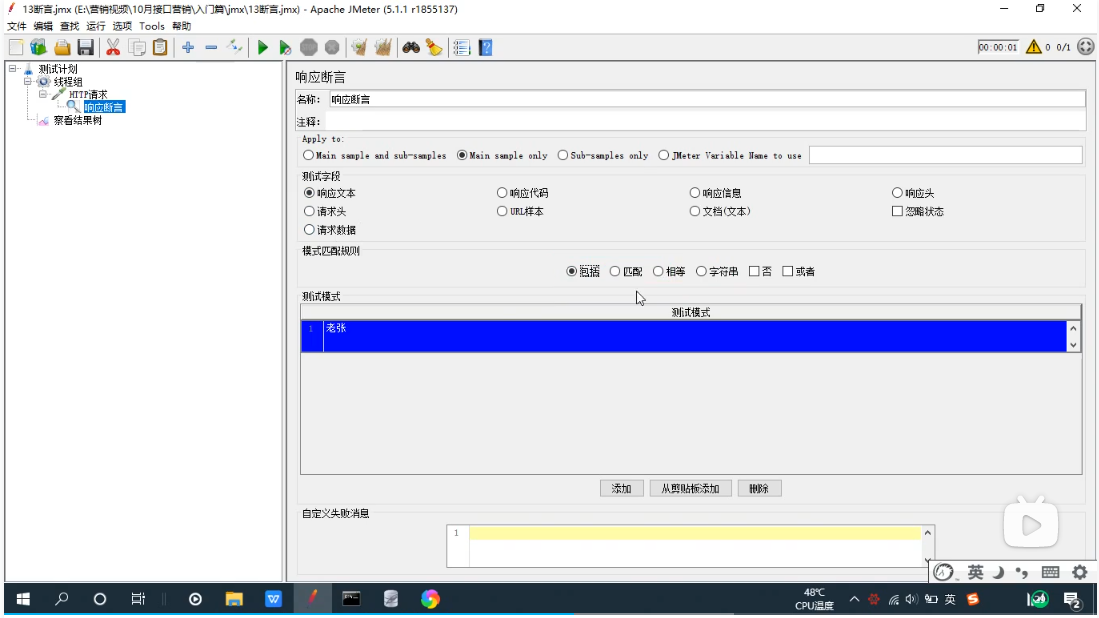 13断言.jmx (E:\营销视频\10月接口营销\入门篇\jmx\13断言.jmx) - Apache JMeter (5.1.1 r1855137)
文件 编辑 查找 运行 选项 Tools 帮助
00:00:01 0 0/1
测试计划
线程组
HTTP请求
响应断言
察看结果树
响应断言
名称: 响应断言
注释:
Apply to:
Main sample and sub-samples Main sample only Sub-samples only JMeter Variable Name to use
测试字段
响应文本 响应代码 响应信息 响应头
请求头 URL样本 文档(文本) 忽略状态
请求数据
模式匹配规则
包括 匹配 相等 字符串 否 或者
测试模式
测试模式
1 老张
添加 从剪贴板添加 删除
自定义失败消息
1
英
48℃
CPU温度
英
29
2